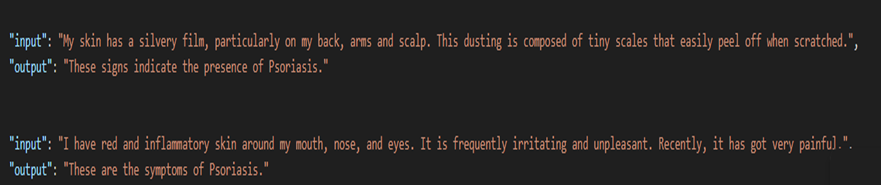 "input": "My skin has a silvery film, particularly on my back, arms and scalp. This dusting is composed of tiny scales that easily peel off when scratched.",
"output": "These signs indicate the presence of Psoriasis."
"input": "I have red and inflammatory skin around my mouth, nose, and eyes. It is frequently irritating and unpleasant. Recently, it has got very painful.".
"output": "These are the symptoms of Psoriasis."